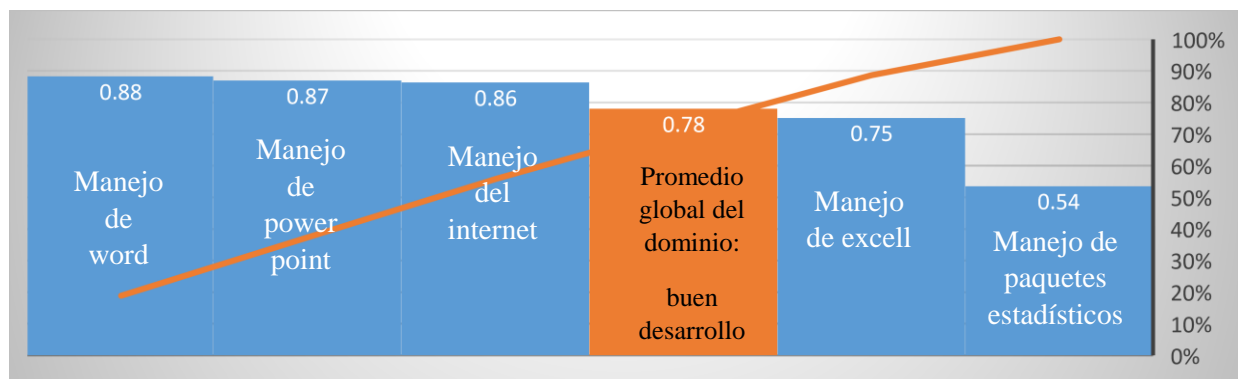 0.88
Manejo
de
word
0.87
Manejo
de
power
point
0.86
Manejo
del
internet
0.78
Promedio
global del
dominio:
buen
desarrollo
0.75
Manejo
de excell
0.54
Manejo de
paquetes
estadísticos
100%
90%
80%
70%
60%
50%
40%
30%
20%
10%
0%